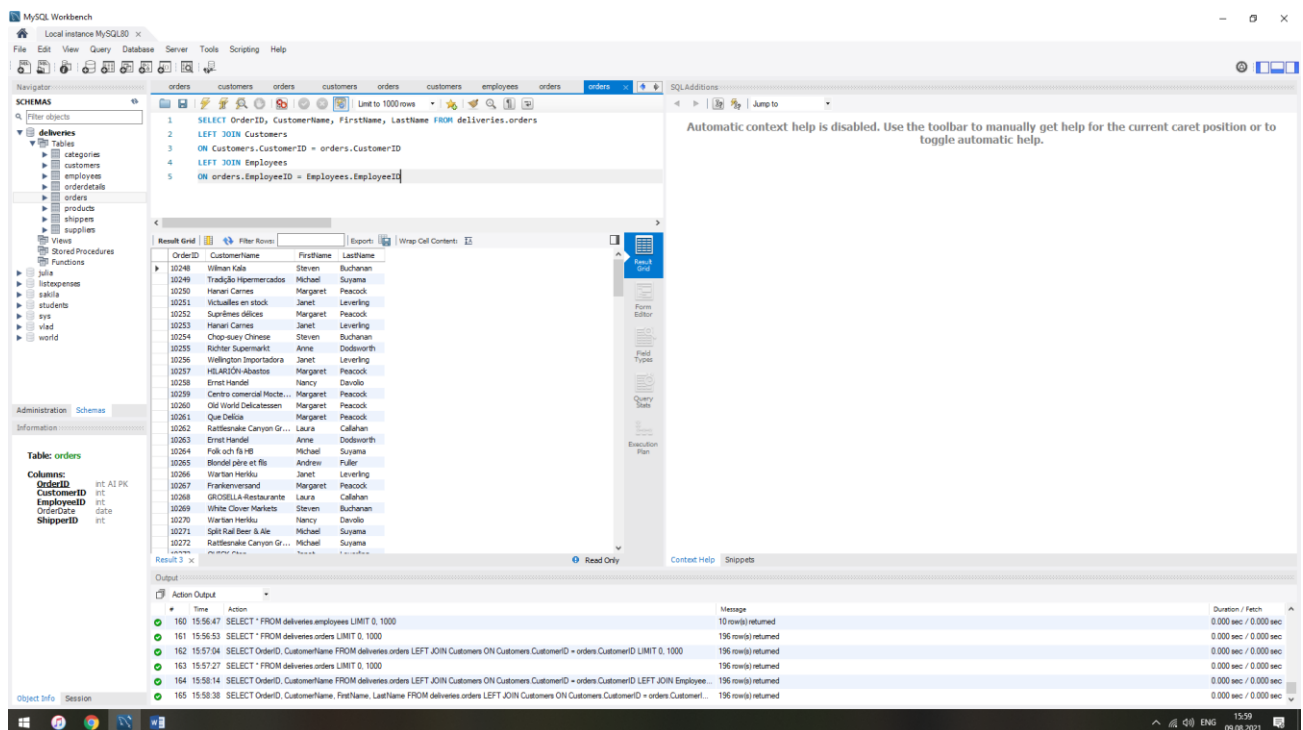 MySQL Workbench
Local instance MySQL80
File Edit View Query Database Server Tools Scripting Help
Navigator
SCHEMAS
Filter objects
deliveries
Tables
categories
customers
employees
orderdetails
orders
products
shippers
suppliers
Views
Stored Procedures
Functions
julia
listexpenses
sakila
students
sys
vlad
world
Administration Schemas
Information
Table: orders
Columns:
OrderID int AI PK
CustomerID int
EmployeeID int
OrderDate date
ShipperID int
Object Info Session
orders customers orders customers orders customers employees orders orders
Limit to 1000 rows
1 SELECT OrderID, CustomerName, FirstName, LastName FROM deliveries.orders
2 LEFT JOIN Customers
3 ON Customers.CustomerID = orders.CustomerID
4 LEFT JOIN Employees
5 ON orders.EmployeeID = Employees.EmployeeID
Result Grid Filter Rows: Export: Wrap Cell Content:
OrderID CustomerName FirstName LastName
10248 Wilman Kala Steven Buchanan
10249 Tradição Hipermercados Michael Suyama
10250 Hanari Carnes Margaret Peacock
10251 Victuailles en stock Janet Leverling
10252 Suprêmes délices Margaret Peacock
10253 Hanari Carnes Janet Leverling
10254 Chop-suey Chinese Steven Buchanan
10255 Richter Supermarkt Anne Dodsworth
10256 Wellington Importadora Janet Leverling
10257 HILARIÓN-Abastos Margaret Peacock
10258 Ernst Handel Nancy Davolio
10259 Centro comercial Mocte... Margaret Peacock
10260 Old World Delicatessen Margaret Peacock
10261 Que Delícia Margaret Peacock
10262 Rattlesnake Canyon Gr... Laura Callahan
10263 Ernst Handel Anne Dodsworth
10264 Folk och fä HB Michael Suyama
10265 Blondel père et fils Andrew Fuller
10266 Wartian Herkku Janet Leverling
10267 Frankenversand Margaret Peacock
10268 GROSELLA-Restaurante Laura Callahan
10269 White Clover Markets Steven Buchanan
10270 Wartian Herkku Nancy Davolio
10271 Split Rail Beer & Ale Michael Suyama
10272 Rattlesnake Canyon Gr... Michael Suyama
Result Grid
Form Editor
Field Types
Query Stats
Execution Plan
Result 3
Read Only
SQLAdditions
Jump to
Automatic context help is disabled. Use the toolbar to manually get help for the current caret position or to
toggle automatic help.
Context Help Snippets
Output
Action Output
# Time Action Message Duration / Fetch
160 15:56:47 SELECT * FROM deliveries.employees LIMIT 0, 1000 10 row(s) returned 0.000 sec / 0.000 sec
161 15:56:53 SELECT * FROM deliveries.orders LIMIT 0, 1000 196 row(s) returned 0.000 sec / 0.000 sec
162 15:57:04 SELECT OrderID, CustomerName FROM deliveries.orders LEFT JOIN Customers ON Customers.CustomerID = orders.CustomerID LIMIT 0, 1000 196 row(s) returned 0.000 sec / 0.000 sec
163 15:57:27 SELECT * FROM deliveries.orders LIMIT 0, 1000 196 row(s) returned 0.000 sec / 0.000 sec
164 15:58:14 SELECT OrderID, CustomerName FROM deliveries.orders LEFT JOIN Customers ON Customers.CustomerID = orders.CustomerID LEFT JOIN Employee... 196 row(s) returned 0.000 sec / 0.000 sec
165 15:58:38 SELECT OrderID, CustomerName, FirstName, LastName FROM deliveries.orders LEFT JOIN Customers ON Customers.CustomerID = orders.CustomerI... 196 row(s) returned 0.000 sec / 0.000 sec
ENG
15:59
09.08.2021